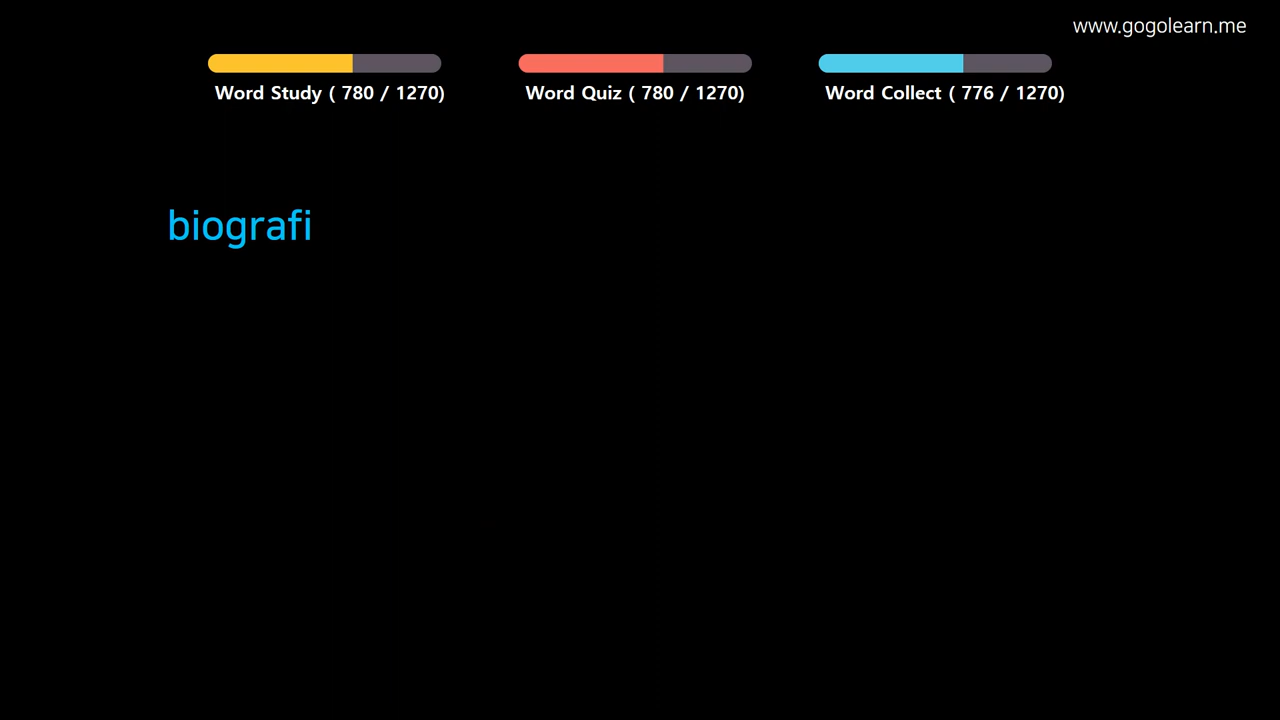 www.gogolearn.me
Word Study ( 780 / 1270)
Word Quiz ( 780 / 1270)
Word Collect ( 776 / 1270)
biografi